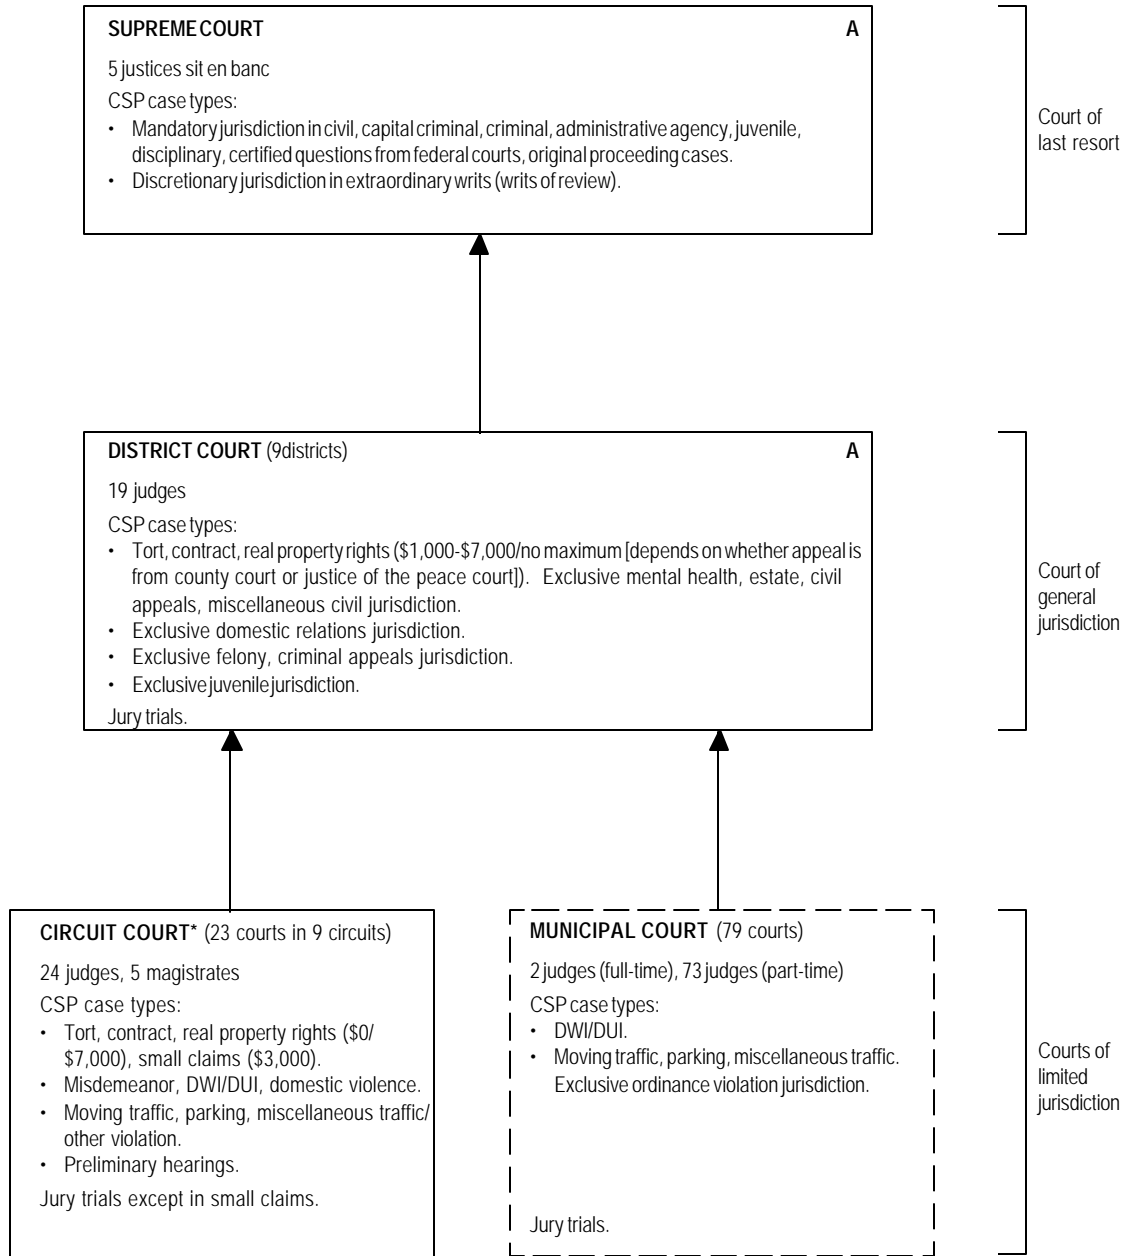 SUPREME COURT A
5 justices sit en banc
CSP case types:
• Mandatory jurisdiction in civil, capital criminal, criminal, administrative agency, juvenile,
disciplinary, certified questions from federal courts, original proceeding cases.
• Discretionary jurisdiction in extraordinary writs (writs of review).
Court of
last resort
DISTRICT COURT (9districts) A
19 judges
CSP case types:
• Tort, contract, real property rights ($1,000-$7,000/no maximum [depends on whether appeal is
from county court or justice of the peace court]). Exclusive mental health, estate, civil
appeals, miscellaneous civil jurisdiction.
• Exclusive domestic relations jurisdiction.
• Exclusive felony, criminal appeals jurisdiction.
• Exclusive juvenile jurisdiction.
Jury trials.
Court of
general
jurisdiction
CIRCUIT COURT* (23 courts in 9 circuits)
24 judges, 5 magistrates
CSP case types:
• Tort, contract, real property rights ($0/
$7,000), small claims ($3,000).
• Misdemeanor, DWI/DUI, domestic violence.
• Moving traffic, parking, miscellaneous traffic/
other violation.
• Preliminary hearings.
Jury trials except in small claims.
MUNICIPAL COURT (79 courts)
2 judges (full-time), 73 judges (part-time)
CSP case types:
• DWI/DUI.
• Moving traffic, parking, miscellaneous traffic.
Exclusive ordinance violation jurisdiction.
Jury trials.
Courts of
limited
jurisdiction